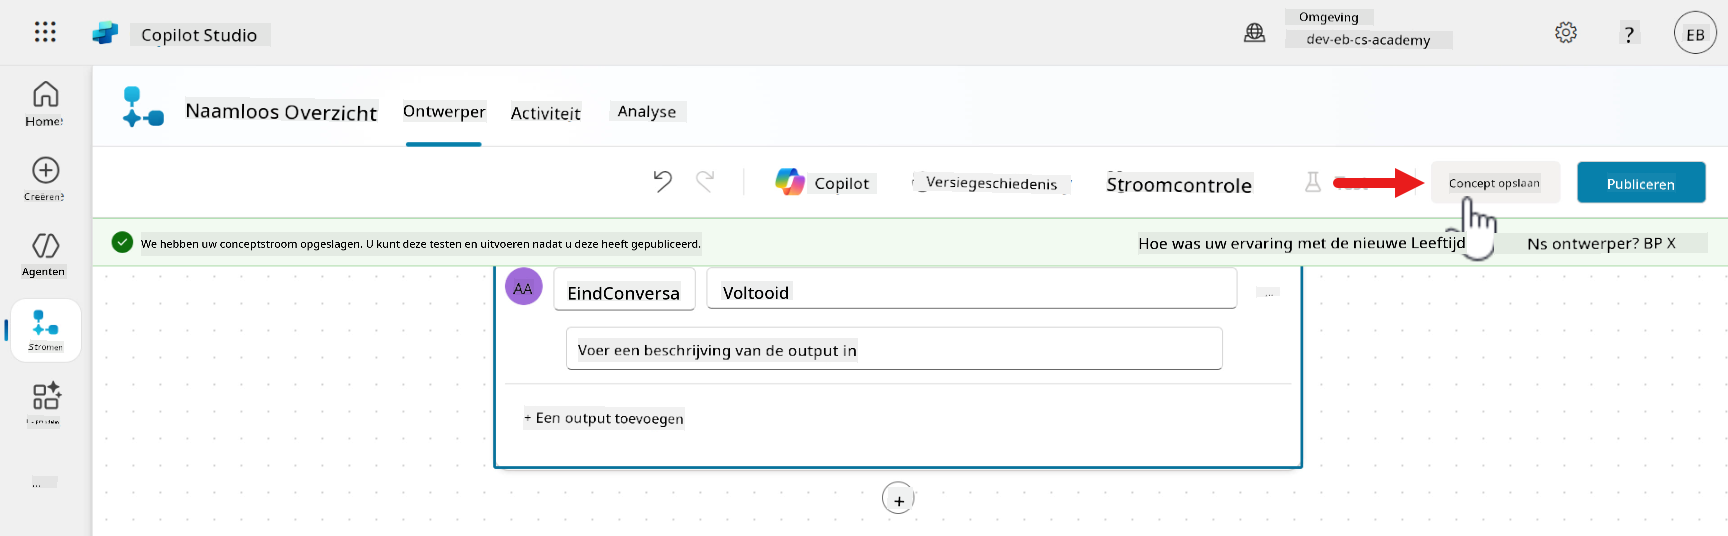 Copilot Studio
Omgeving
dev-eb-cs-academy
?
EB
Home
Naamloos Overzicht
Ontwerper
Activiteit
Analyse
Creëren?
Copilot
Versiegeschiedenis
Stroomcontrole
Concept opslaan
Publiceren
We hebben uw conceptstroom opgeslagen. U kunt deze testen en uitvoeren nadat u deze heeft gepubliceerd.
Hoe was uw ervaring met de nieuwe Leeftijd
Ns ontwerper? BP X
Agenten
AA
EindConversa
Voltooid
...
Stromen
Voer een beschrijving van de output in
+ Een output toevoegen
...
+